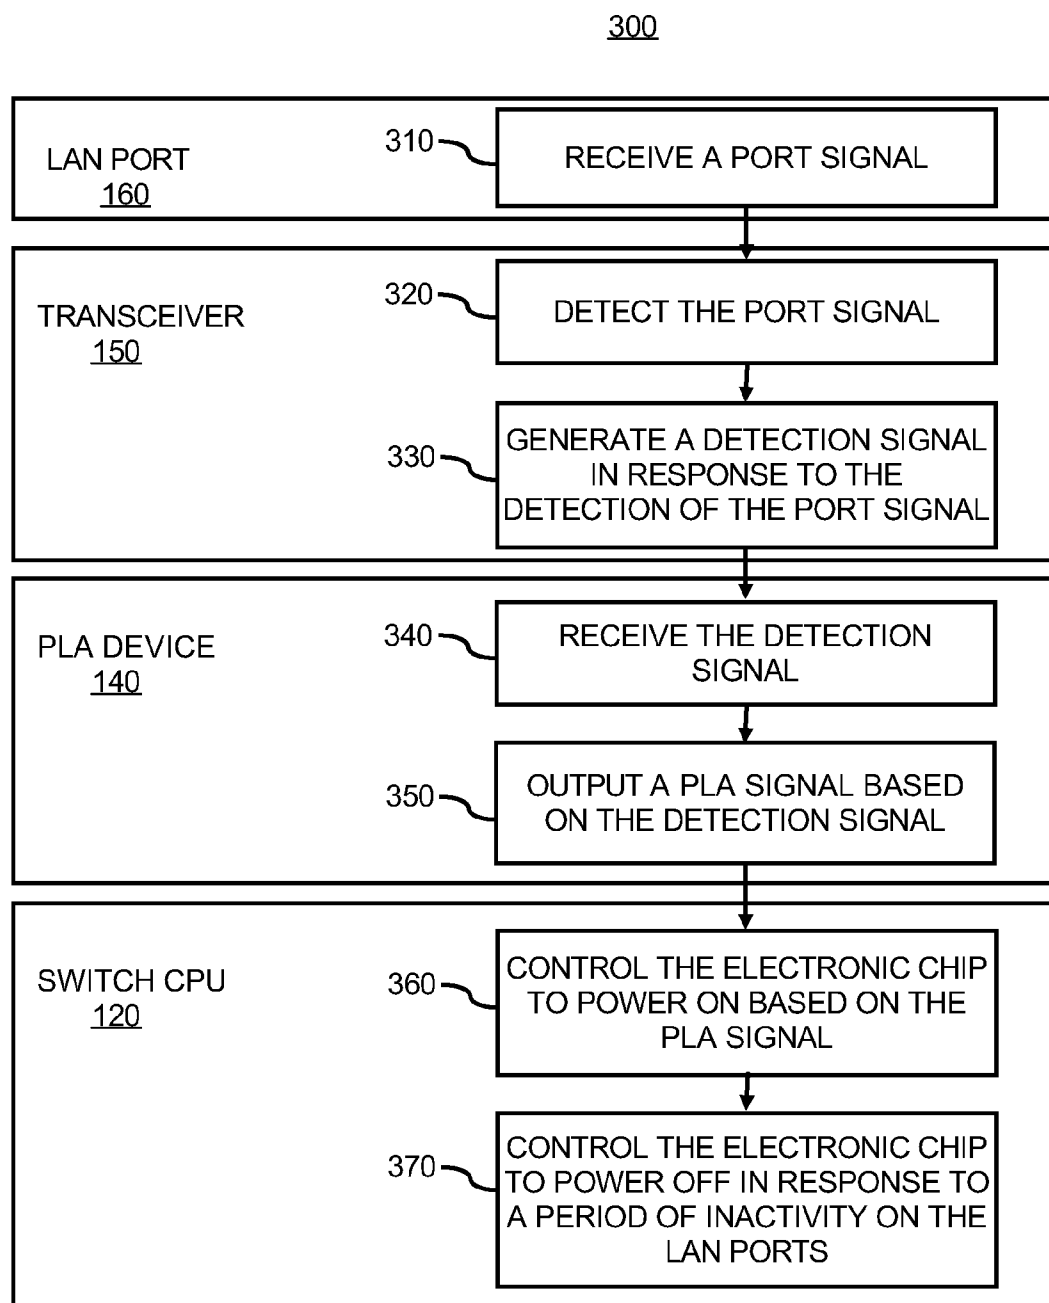 300
LAN PORT
160
310
RECEIVE A PORT SIGNAL
TRANSCEIVER
150
320
DETECT THE PORT SIGNAL
330
GENERATE A DETECTION SIGNAL
IN RESPONSE TO THE
DETECTION OF THE PORT SIGNAL
PLA DEVICE
140
340
RECEIVE THE DETECTION
SIGNAL
350
OUTPUT A PLA SIGNAL BASED
ON THE DETECTION SIGNAL
SWITCH CPU
120
360
CONTROL THE ELECTRONIC CHIP
TO POWER ON BASED ON THE
PLA SIGNAL
370
CONTROL THE ELECTRONIC CHIP
TO POWER OFF IN RESPONSE TO
A PERIOD OF INACTIVITY ON THE
LAN PORTS